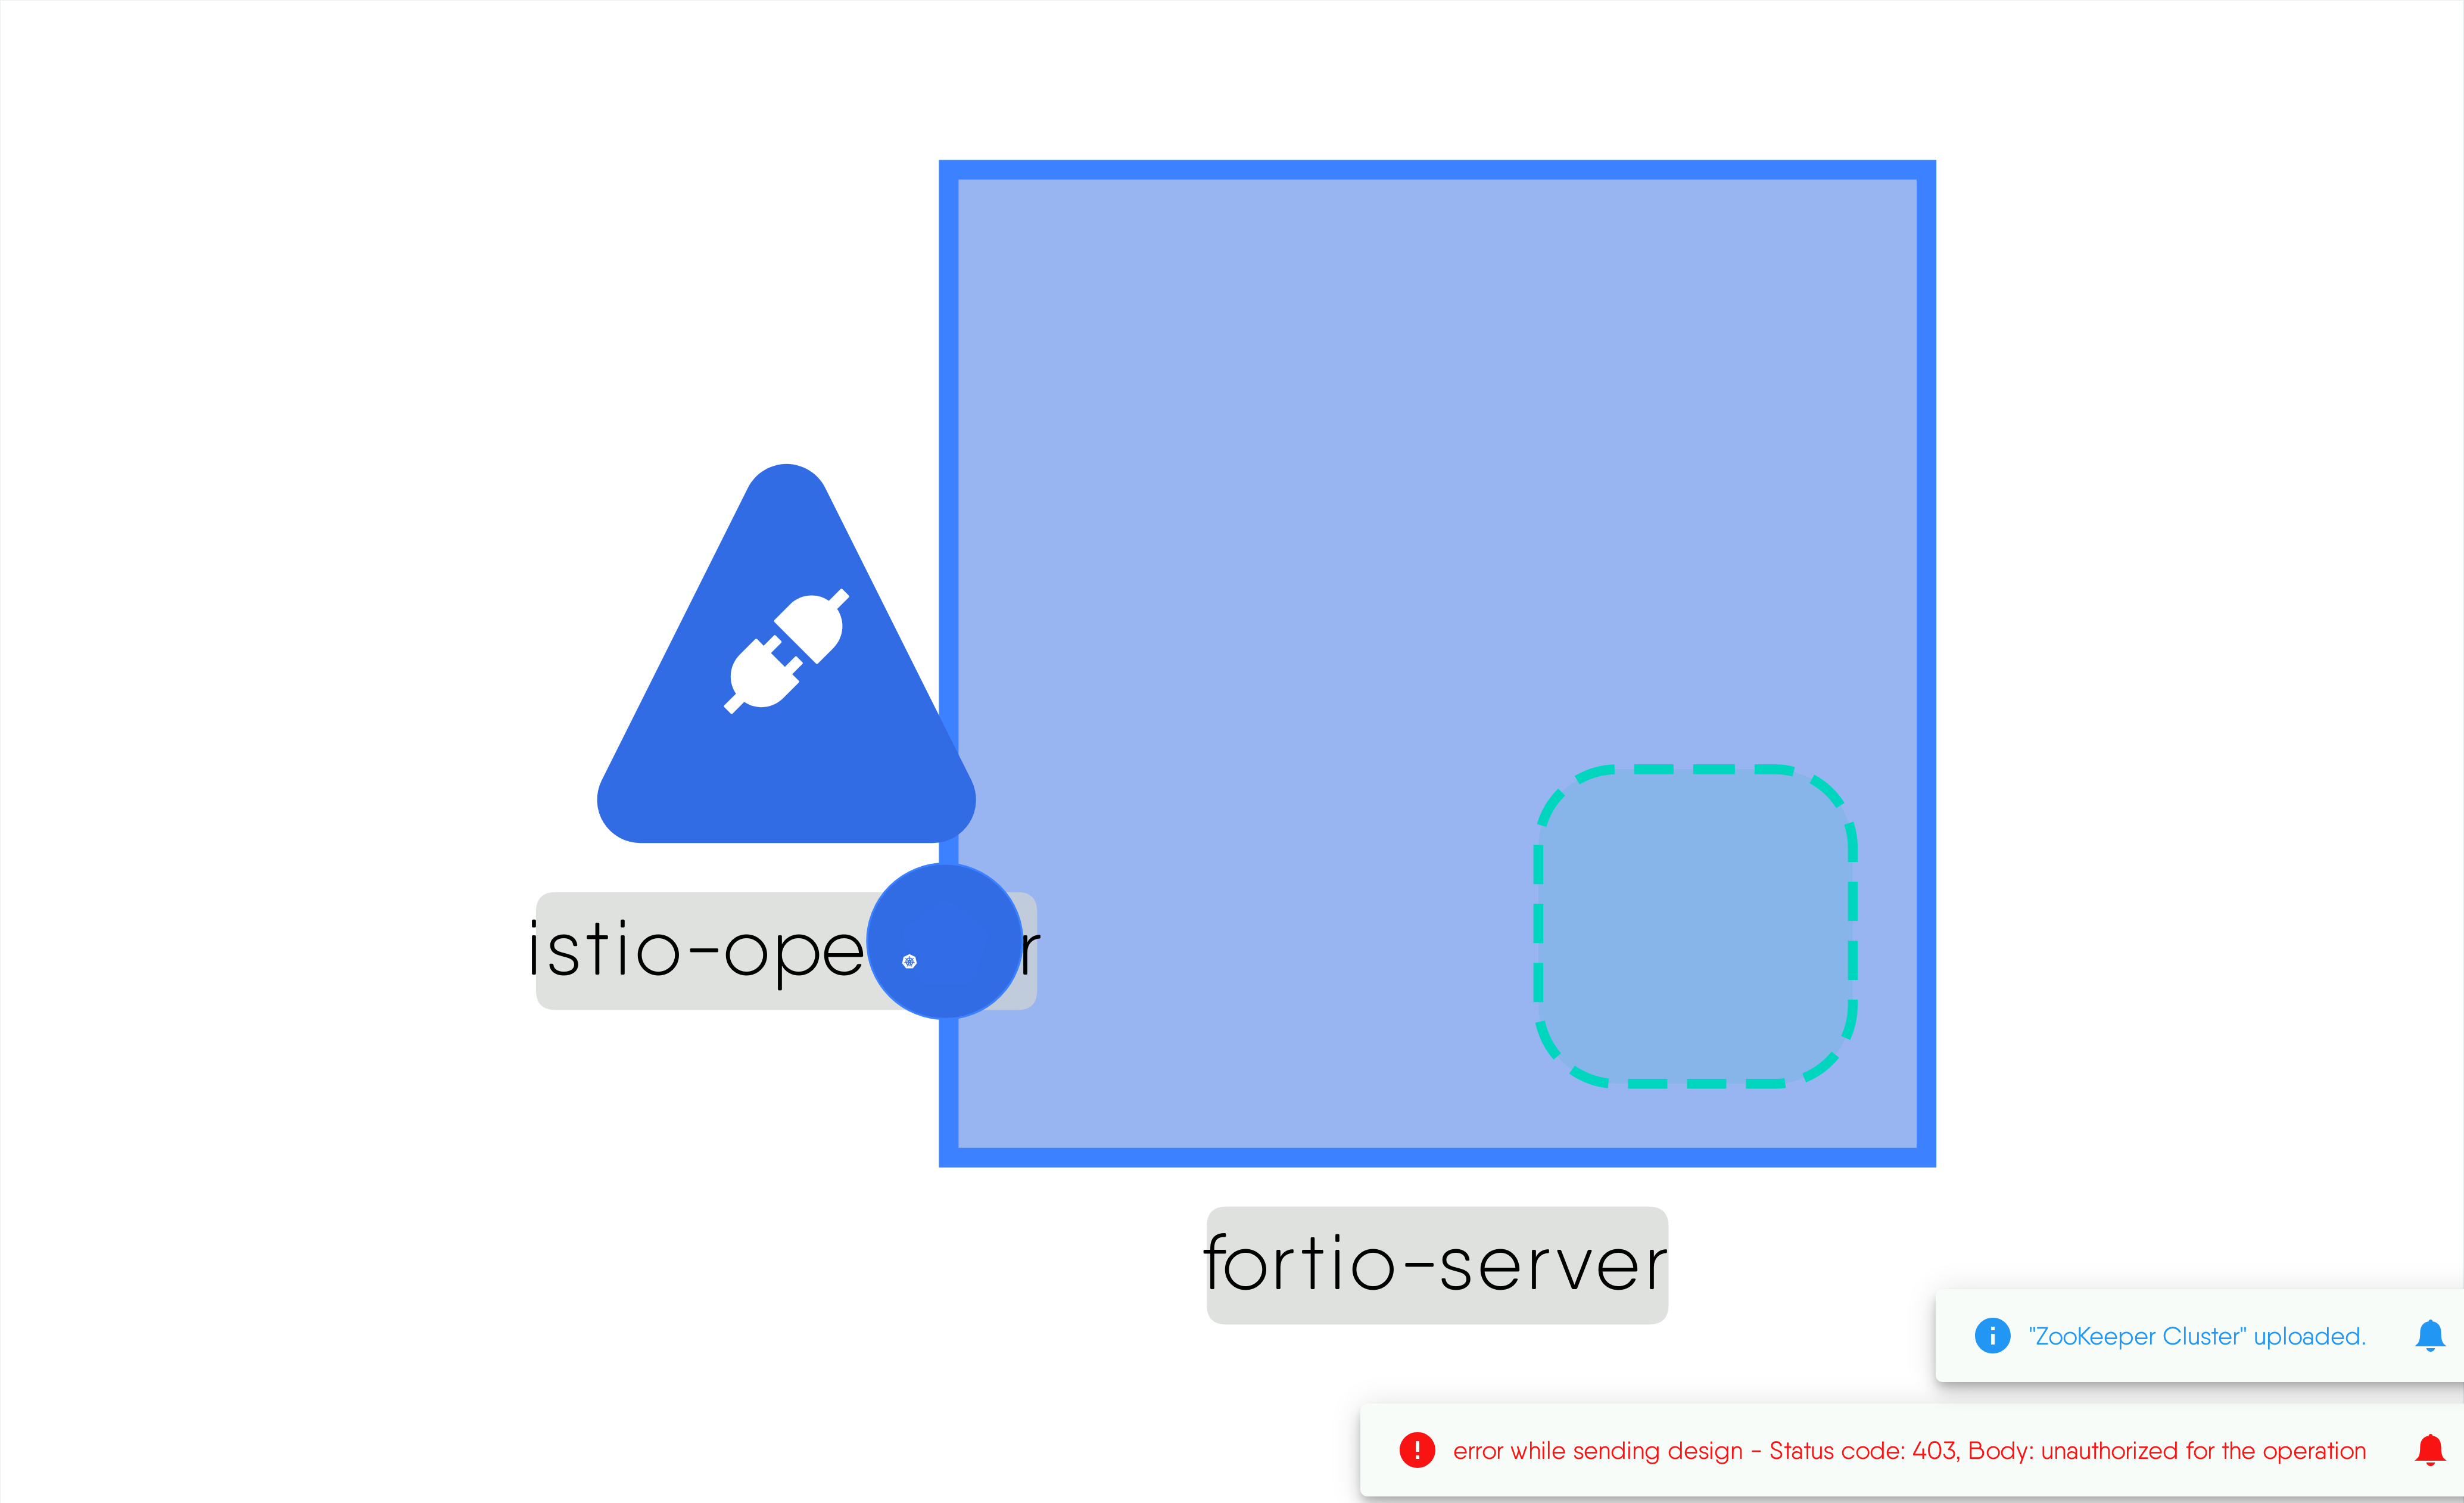 istio-ope r
fortio-server
"ZooKeeper Cluster" uploaded.
error while sending design - Status code: 403, Body: unauthorized for the operation